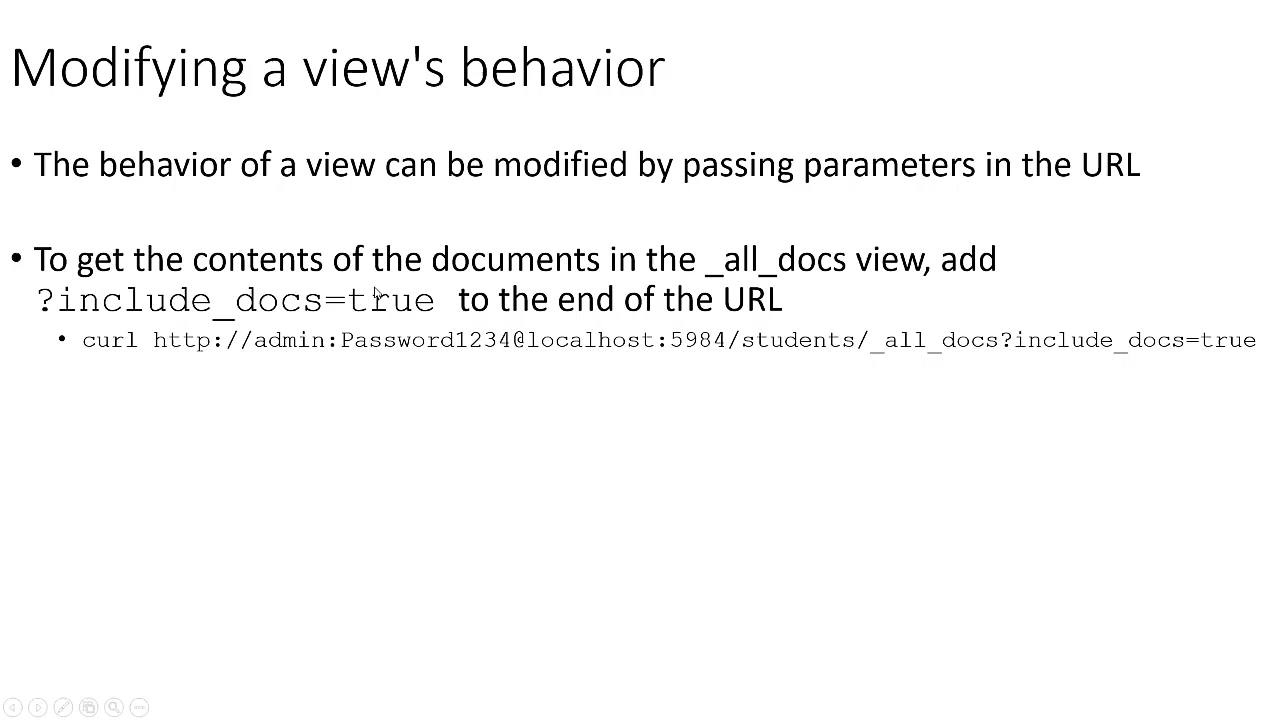 Modifying a view's behavior
• The behavior of a view can be modified by passing parameters in the URL
• To get the contents of the documents in the _all_docs view, add
?include_docs=true to the end of the URL
• curl http://admin:Password1234@localhost:5984/students/_all_docs?include_docs=true